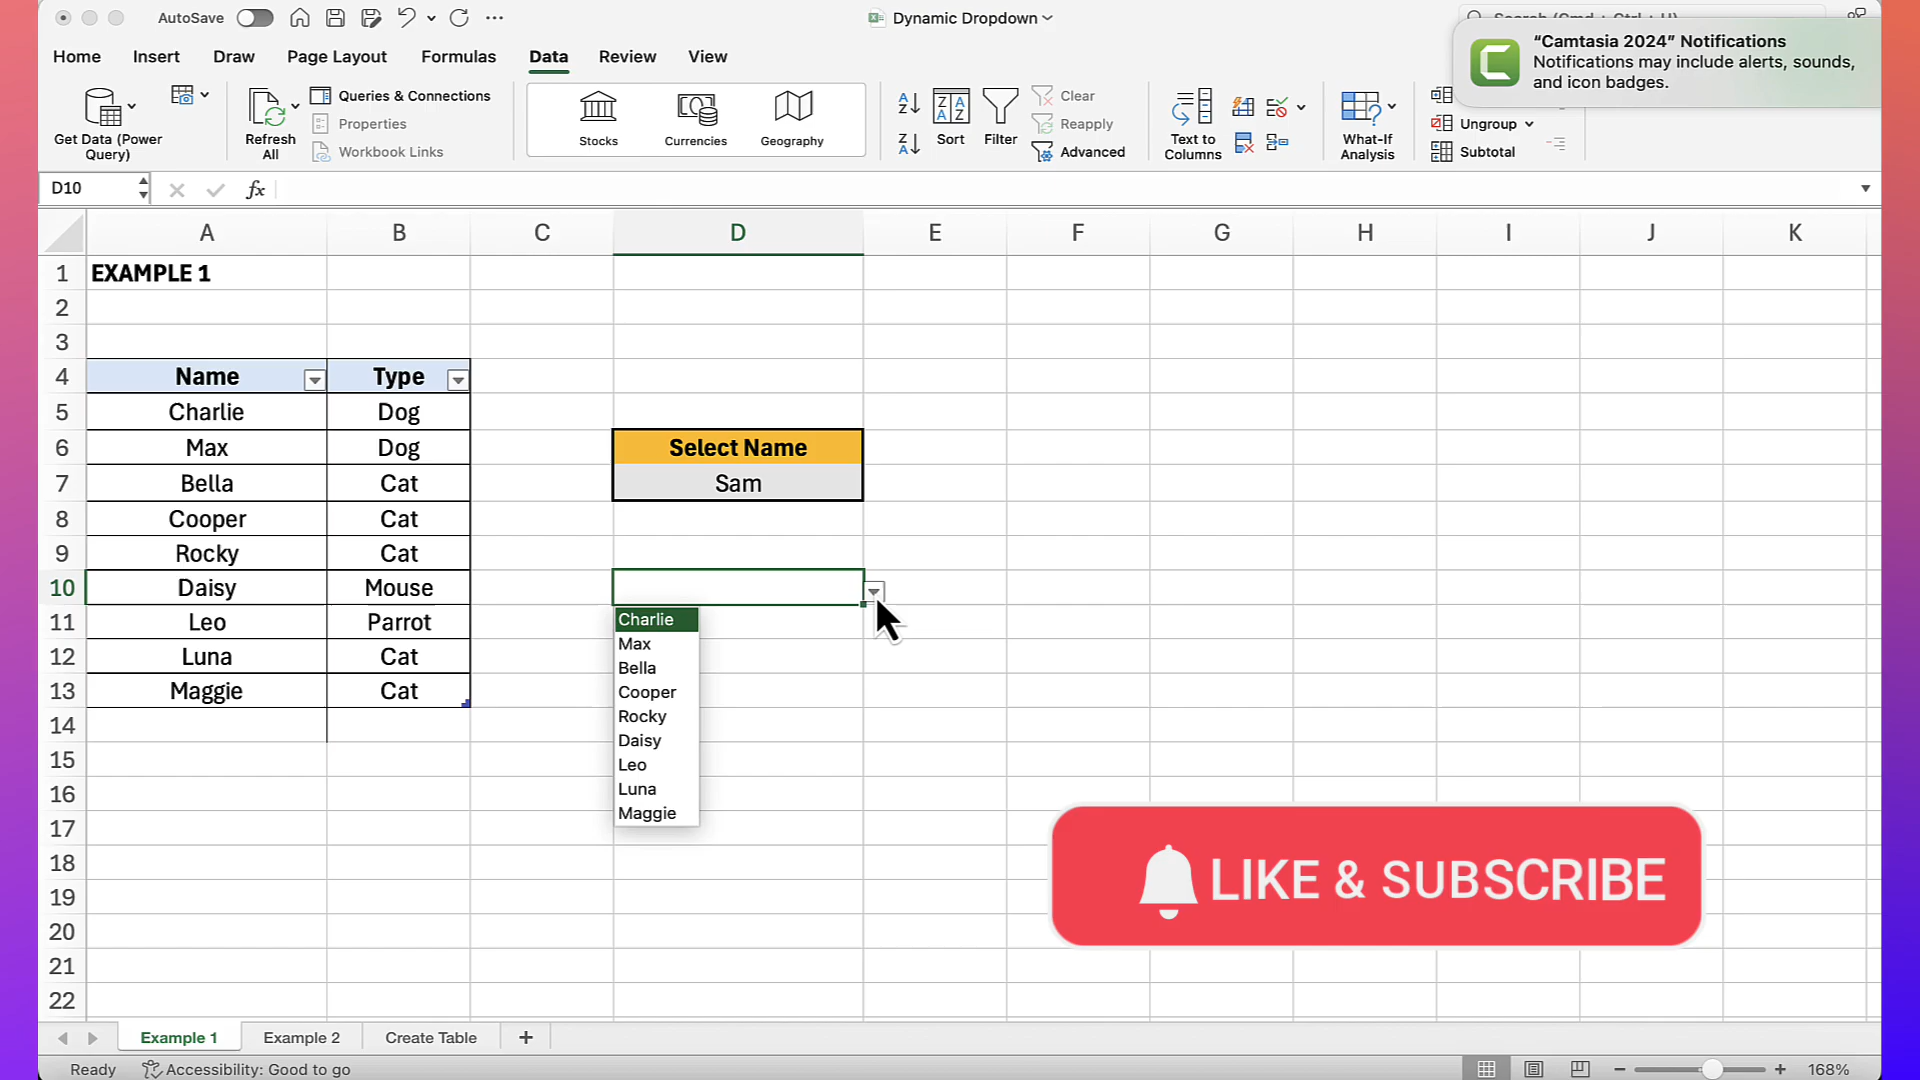 AutoSave
Dynamic Dropdown
"Camtasia 2024" Notifications
Notifications may include alerts, sounds,
and icon badges.
Home Insert Draw Page Layout Formulas Data Review View
Get Data (Power
Query)
Refresh
All
Queries & Connections
Properties
Workbook Links
Stocks
Currencies
Geography
Sort
Filter
Clear
Reapply
Advanced
Text to
Columns
What-If
Analysis
Ungroup
Subtotal
D10 fx
A B C D E F G H I J K
1 EXAMPLE 1
2
3
4 Name Type
5 Charlie Dog
6 Max Dog Select Name
7 Bella Cat Sam
8 Cooper Cat
9 Rocky Cat
10 Daisy Mouse
11 Leo Parrot
12 Luna Cat
13 Maggie Cat
14
15
16
17
18
19
20
21
22
Charlie
Max
Bella
Cooper
Rocky
Daisy
Leo
Luna
Maggie
LIKE & SUBSCRIBE
Example 1 Example 2 Create Table
Ready Accessibility: Good to go 168%